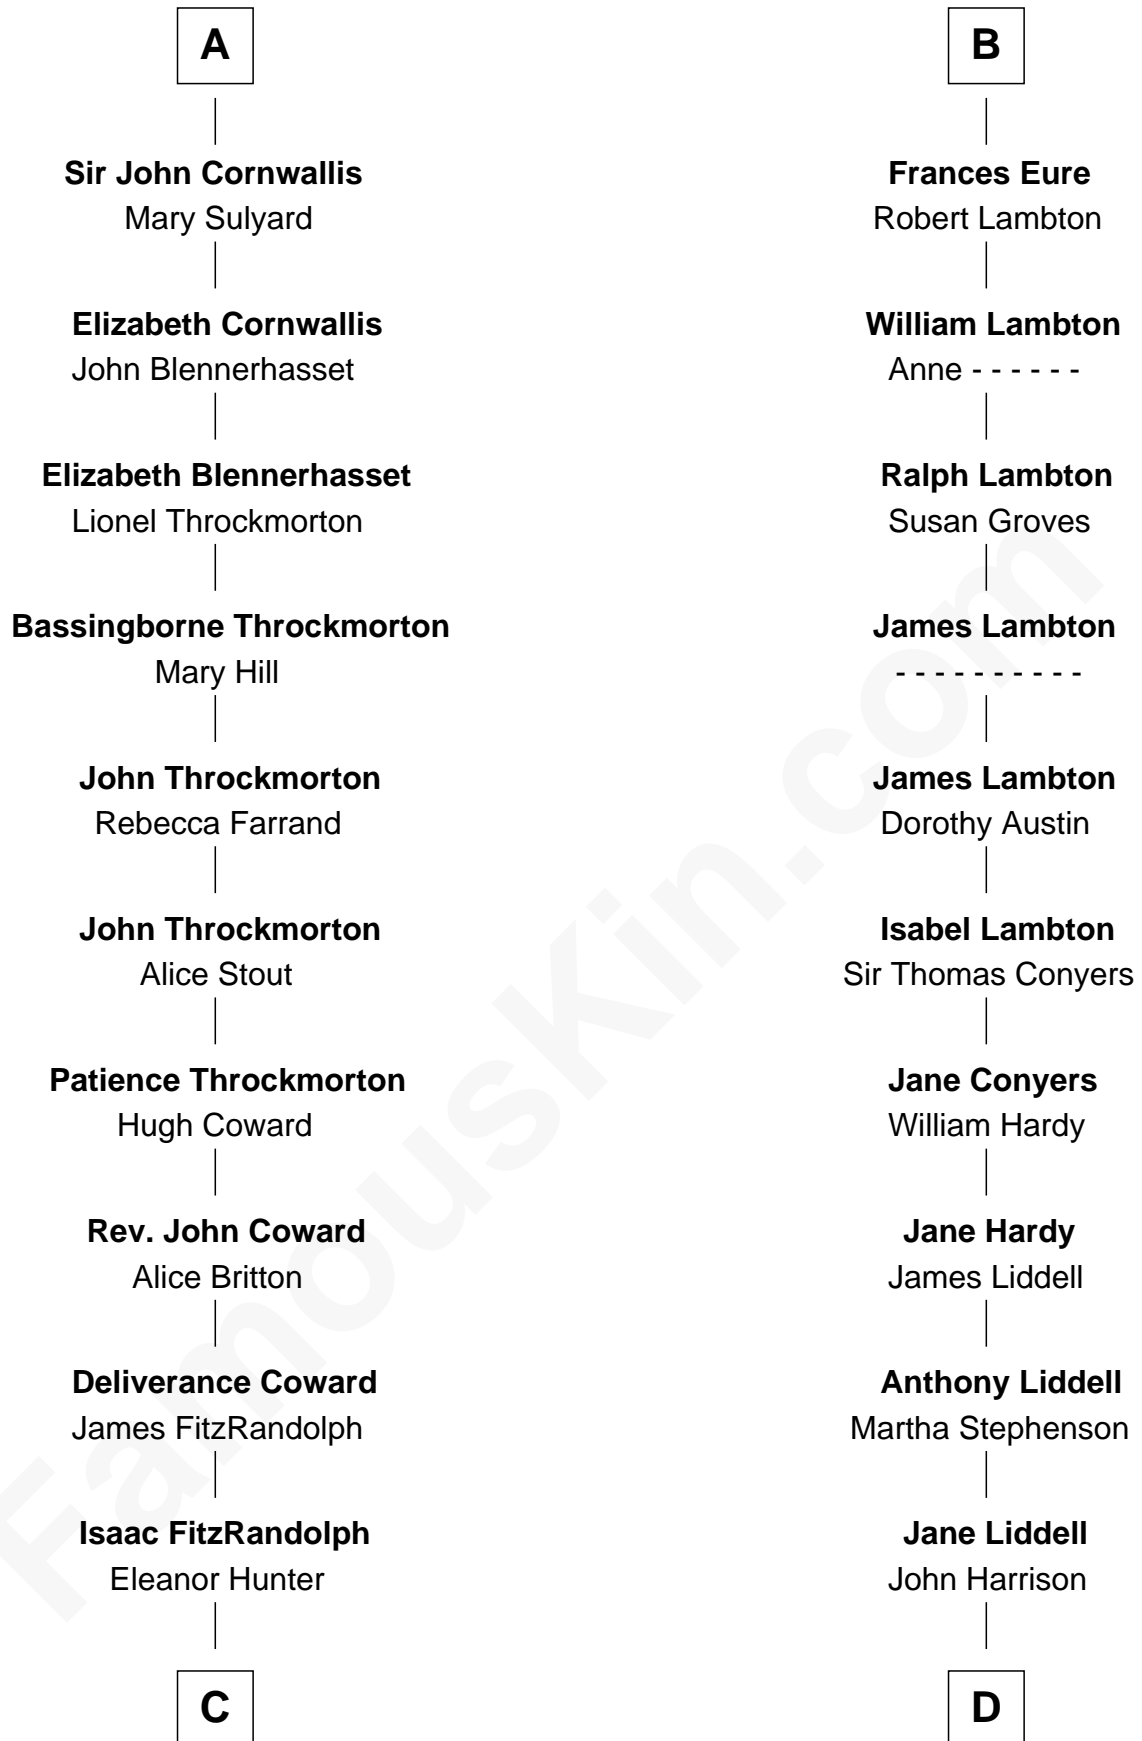 A
Sir John Cornwallis
Mary Sulyard
Elizabeth Cornwallis
John Blennerhasset
Elizabeth Blennerhasset
Lionel Throckmorton
Bassingborne Throckmorton
Mary Hill
John Throckmorton
Rebecca Farrand
John Throckmorton
Alice Stout
Patience Throckmorton
Hugh Coward
Rev. John Coward
Alice Britton
Deliverance Coward
James FitzRandolph
Isaac FitzRandolph
Eleanor Hunter
C
B
Frances Eure
Robert Lambton
William Lambton
Anne - - - - - -
Ralph Lambton
Susan Groves
James Lambton
- - - - - - - - - -
James Lambton
Dorothy Austin
Isabel Lambton
Sir Thomas Conyers
Jane Conyers
William Hardy
Jane Hardy
James Liddell
Anthony Liddell
Martha Stephenson
Jane Liddell
John Harrison
D
FamousKin.com